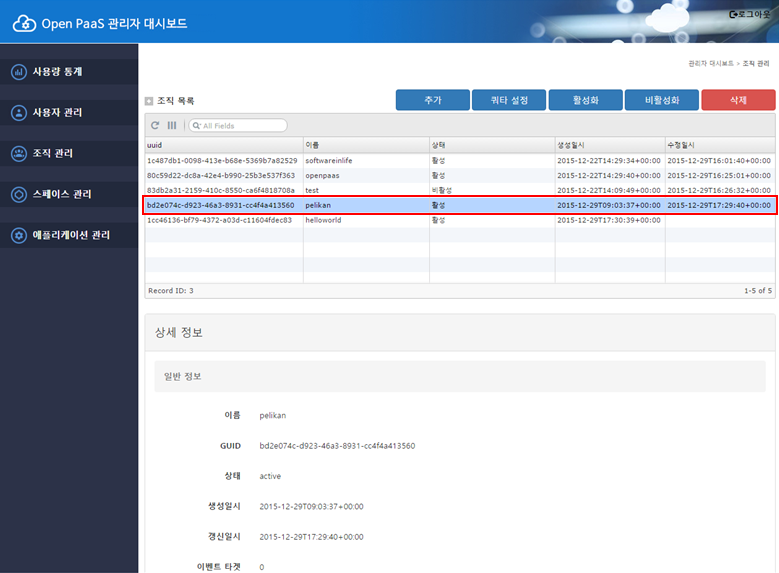 Open PaaS 관리자 대시보드
로그아웃
사용량 통계
사용자 관리
조직 관리
스페이스 관리
애플리케이션 관리
관리자 대시보드 > 조직 관리
조직 목록
추가 쿼타 설정 활성화 비활성화 삭제
All Fields
uuid 이름 상태 생성일시 수정일시
1c487db1-0098-413e-b68e-5369b7a82529 softwareinlife 활성 2015-12-22T14:29:34+00:00 2015-12-29T16:01:40+00:00
80c59d22-dc8a-42e4-b990-25b3e537f363 openpaas 활성 2015-12-22T14:29:40+00:00 2015-12-29T16:25:01+00:00
83db2a31-2159-410c-8550-ca6f4818708a test 비활성 2015-12-22T14:09:49+00:00 2015-12-29T16:26:32+00:00
bd2e074c-d923-46a3-8931-cc4f4a413560 pelikan 활성 2015-12-29T09:03:37+00:00 2015-12-29T17:29:40+00:00
1cc46136-bf79-4372-a03d-c11604fdec83 helloworld 활성 2015-12-29T17:30:39+00:00
Record ID: 3 1-5 of 5
상세 정보
일반 정보
이름 pelikan
GUID bd2e074c-d923-46a3-8931-cc4f4a413560
상태 active
생성일시 2015-12-29T09:03:37+00:00
갱신일시 2015-12-29T17:29:40+00:00
이벤트 타겟 0